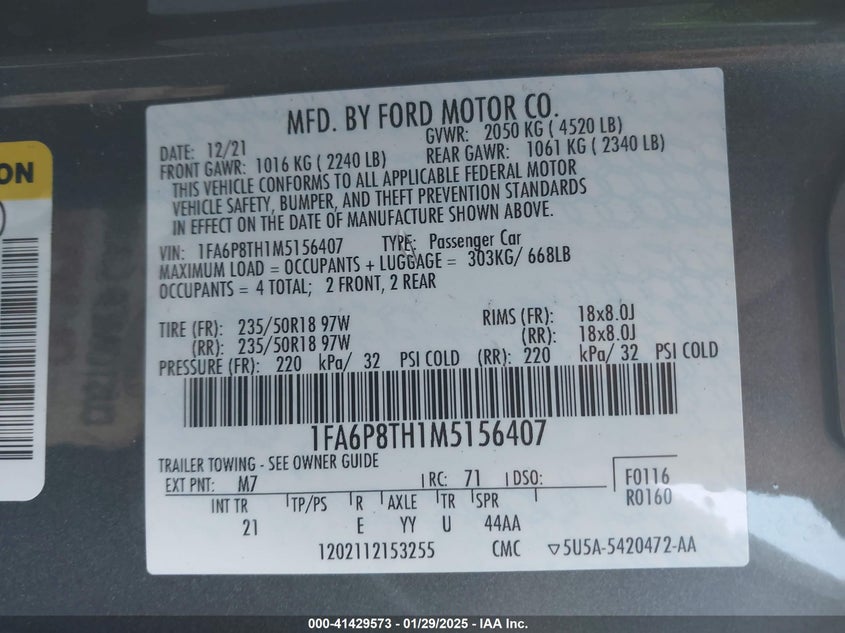 MFD. BY FORD MOTOR CO.
DATE: 12/21 GVWR: 2050 KG ( 4520 LB)
FRONT GAWR: 1016 KG ( 2240 LB) REAR GAWR: 1061 KG ( 2340 LB)
THIS VEHICLE CONFORMS TO ALL APPLICABLE FEDERAL MOTOR
VEHICLE SAFETY, BUMPER, AND THEFT PREVENTION STANDARDS
IN EFFECT ON THE DATE OF MANUFACTURE SHOWN ABOVE.
VIN: 1FA6P8TH1M5156407 TYPE: Passenger Car
MAXIMUM LOAD = OCCUPANTS + LUGGAGE = 303KG/ 668LB
OCCUPANTS = 4 TOTAL; 2 FRONT, 2 REAR
TIRE (FR): 235/50R18 97W RIMS (FR): 18x8.0J
(RR): 235/50R18 97W (RR): 18x8.0J
PRESSURE (FR): 220 kPa/ 32 PSI COLD (RR): 220 kPa/ 32 PSI COLD
1FA6P8TH1M5156407
TRAILER TOWING - SEE OWNER GUIDE
EXT PNT: M7 RC: 71 DSO: F0116
R0160
INT TR TP/PS R AXLE TR SPR
21 E YY U 44AA
1202112153255 CMC ▽5U5A-5420472-AA
ON
000-41429573 - 01/29/2025 - IAA Inc.